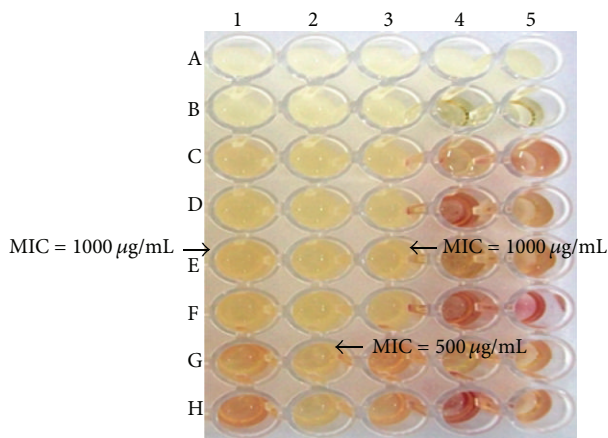 1 2 3 4 5
A
B
C
D
MIC = 1000 μg/mL
MIC = 1000 μg/mL
E
F
MIC = 500 μg/mL
G
H